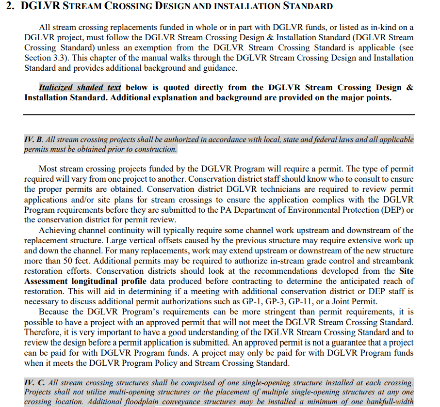 2. DGLVR STREAM CROSSING DESIGN AND INSTALLATION STANDARD
All stream crossing replacements funded in whole or in part with DGLVR funds, or listed as in-kind on a
DGLVR project, must follow the DGLVR Stream Crossing Design & Installation Standard (DGLVR Stream
Crossing Standard) unless an exemption from the DGLVR Stream Crossing Standard is applicable (see
Section 3.3). This chapter of the manual walks through the DGLVR Stream Crossing Design and Installation
Standard and provides additional background and guidance.
Italicized shaded text below is quoted directly from the DGLVR Stream Crossing Design &
Installation Standard. Additional explanation and background are provided on the major points.
IV. B. All stream crossing projects shall be authorized in accordance with local, state and federal laws and all applicable
permits must be obtained prior to construction.
Most stream crossing projects funded by the DGLVR Program will require a permit. The type of permit
required will vary from one project to another. Conservation district staff should know who to consult to ensure
the proper permits are obtained. Conservation district DGLVR technicians are required to review permit
applications and/or site plans for stream crossings to ensure the application complies with the DGLVR
Program requirements before they are submitted to the PA Department of Environmental Protection (DEP) or
the conservation district for permit review.
Achieving channel continuity will typically require some channel work upstream and downstream of the
replacement structure. Large vertical offsets caused by the previous structure may require extensive work up
and down the channel. For many replacements, work may extend upstream or downstream of the new structure
more than 50 feet. Additional permits may be required to authorize in-stream grade control and streambank
restoration efforts. Conservation districts should look at the recommendations developed from the Site
Assessment longitudinal profile data produced before contracting to determine the anticipated reach of
restoration. This will aid in determining if a meeting with additional conservation district or DEP staff is
necessary to discuss additional permit authorizations such as GP-1, GP-3, GP-11, or a Joint Permit.
Because the DGLVR Program's requirements can be more stringent than permit requirements, it is
possible to have a project with an approved permit that will not meet the DGLVR Stream Crossing Standard.
Therefore, it is very important to have a good understanding of the DGLVR Stream Crossing Standard and to
review the design before a permit application is submitted. An approved permit is not a guarantee that a project
can be paid for with DGLVR Program funds. A project may only be paid for with DGLVR Program funds
when it meets the DGLVR Program Policy and Stream Crossing Standard.
IV. C. All stream crossing structures shall be comprised of one single-opening structure installed at each crossing.
Projects shall not utilize multi-opening structures or the placement of multiple single-opening structures at any one
crossing location. Additional floodplain conveyance structures may be installed a minimum of one bankfull-width